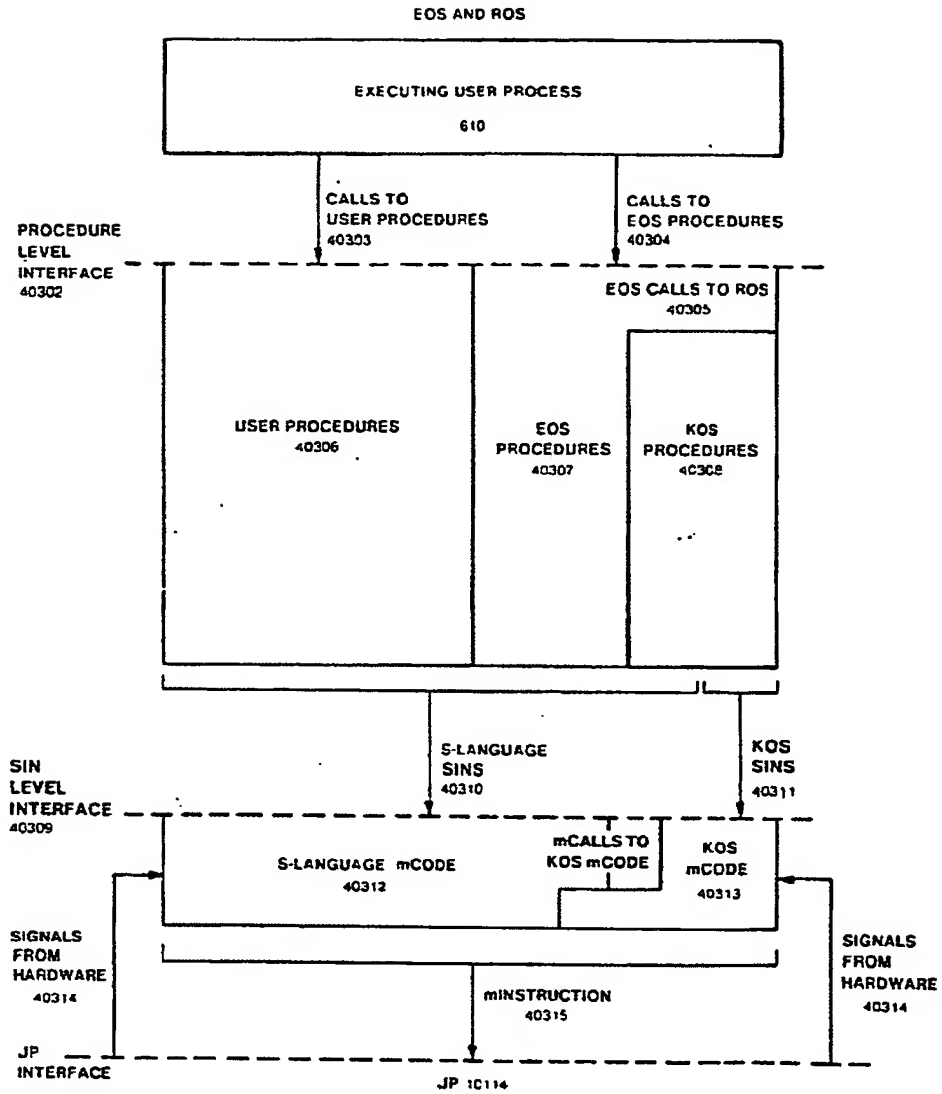 EOS AND ROS
EXECUTING USER PROCESS
610
CALLS TO
USER PROCEDURES
40303
CALLS TO
EOS PROCEDURES
40304
PROCEDURE
LEVEL
INTERFACE
40302
EOS CALLS TO ROS
40305
USER PROCEDURES
40306
EOS
PROCEDURES
40307
KOS
PROCEDURES
40308
S-LANGUAGE
SINS
40310
KOS
SINS
40311
SIN
LEVEL
INTERFACE
40309
S-LANGUAGE mCODE
40312
mCALLS TO
KOS mCODE
KOS
mCODE
40313
SIGNALS
FROM
HARDWARE
40314
mINSTRUCTION
40315
SIGNALS
FROM
HARDWARE
40314
JP
INTERFACE
JP 10114